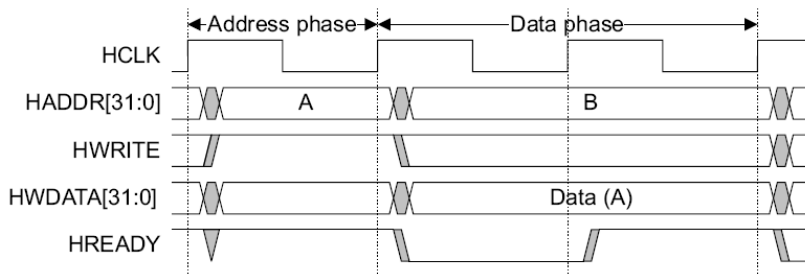 Address phase Data phase
HCLK
HADDR[31:0] A B
HWRITE
HWDATA[31:0] Data (A)
HREADY